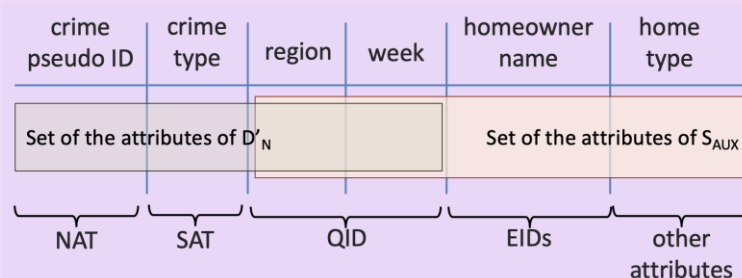 crime
pseudo ID
crime
type
region
week
homeowner
name
home
type
Set of the attributes of D'N
Set of the attributes of SAUX
NAT
SAT
QID
EIDs
other
attributes